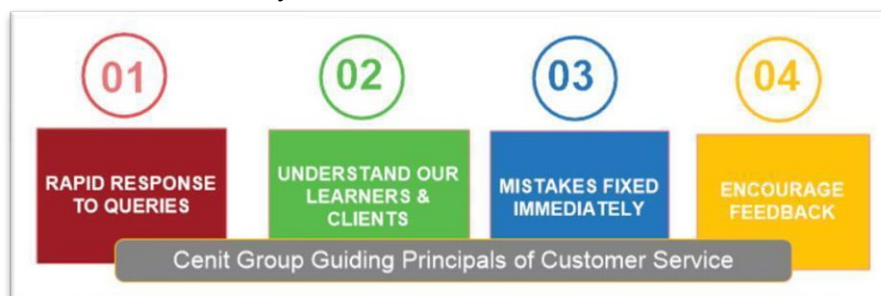 01
RAPID RESPONSE
TO QUERIES
02
UNDERSTAND OUR
LEARNERS &
CLIENTS
03
MISTAKES FIXED
IMMEDIATELY
04
ENCOURAGE
FEEDBACK
Cenit Group Guiding Principals of Customer Service